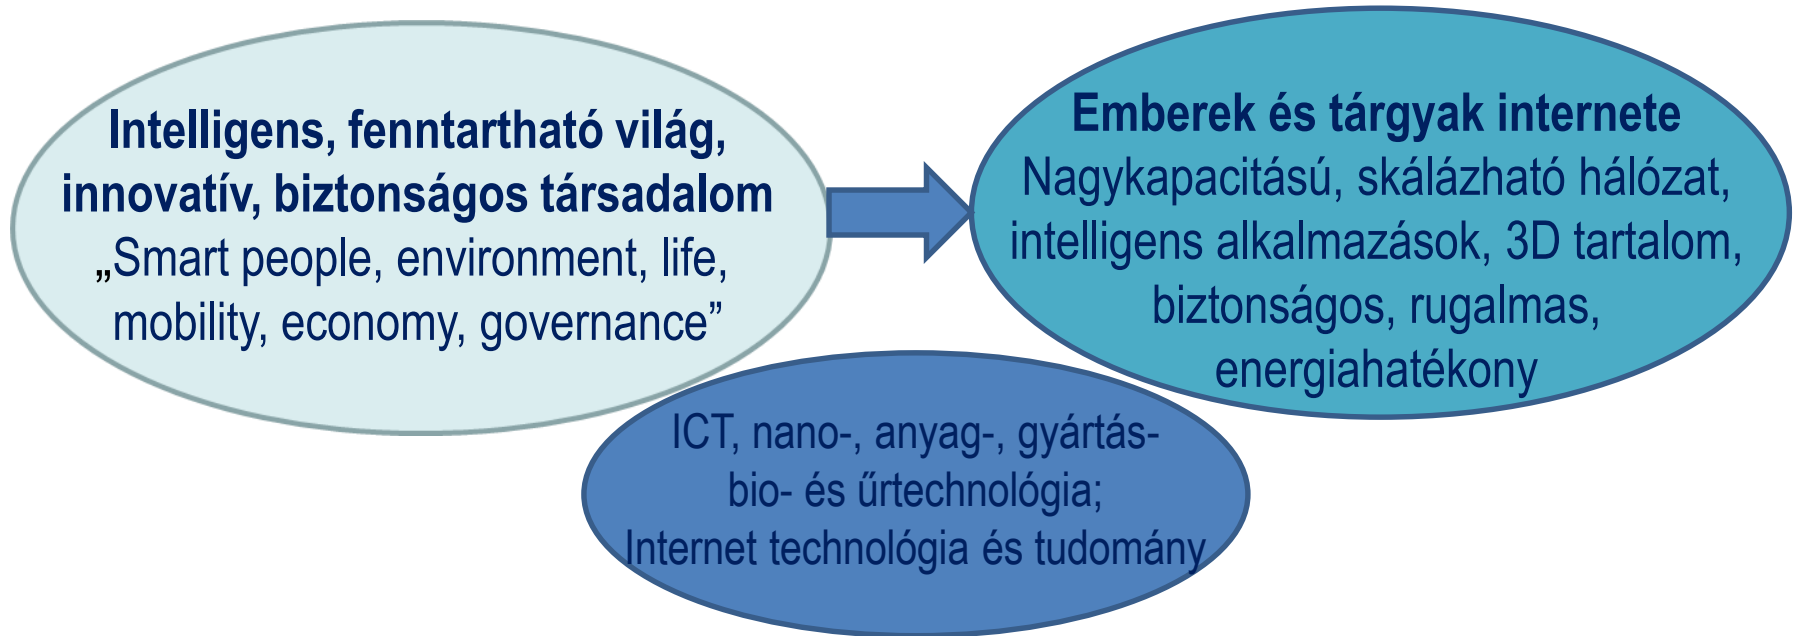 Intelligens, fenntartható világ,
innovatív, biztonságos társadalom
„Smart people, environment, life,
mobility, economy, governance”
Emberek és tárgyak internete
Nagykapacitású, skálázható hálózat,
intelligens alkalmazások, 3D tartalom,
biztonságos, rugalmas,
energiahatékony
ICT, nano-, anyag-, gyártás-
bio- és űrtechnológia;
Internet technológia és tudomány